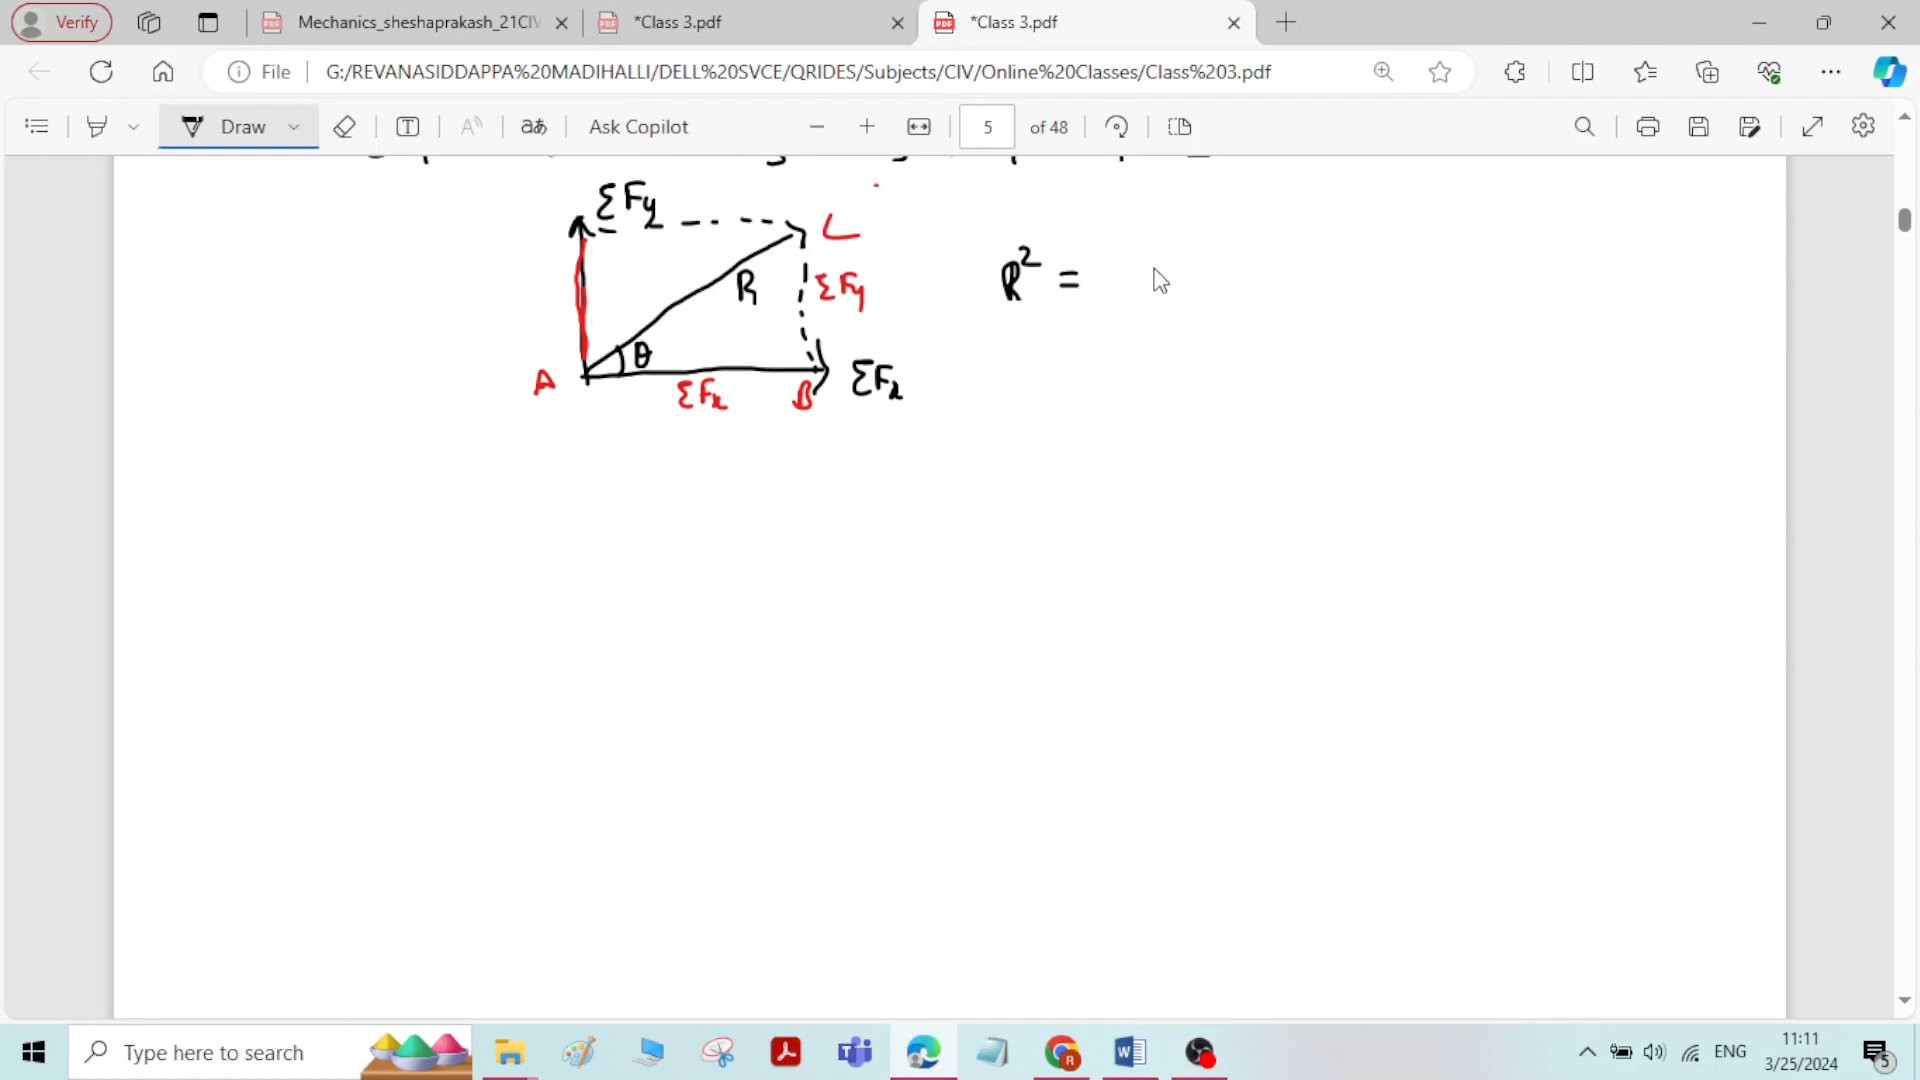 Verify
Mechanics_sheshaprakash_21CIV
*Class 3.pdf
*Class 3.pdf
File
G:/REVANASIDDAPPA%20MADIHALLI/DELL%20SVCE/QRIDES/Subjects/CIV/Online%20Classes/Class%203.pdf
Draw
Ask Copilot
5 of 48
ΣFy
C
R
ΣFy
R² =
θ
A
ΣFx
B
ΣFx
Type here to search
ENG
11:11
3/25/2024
5